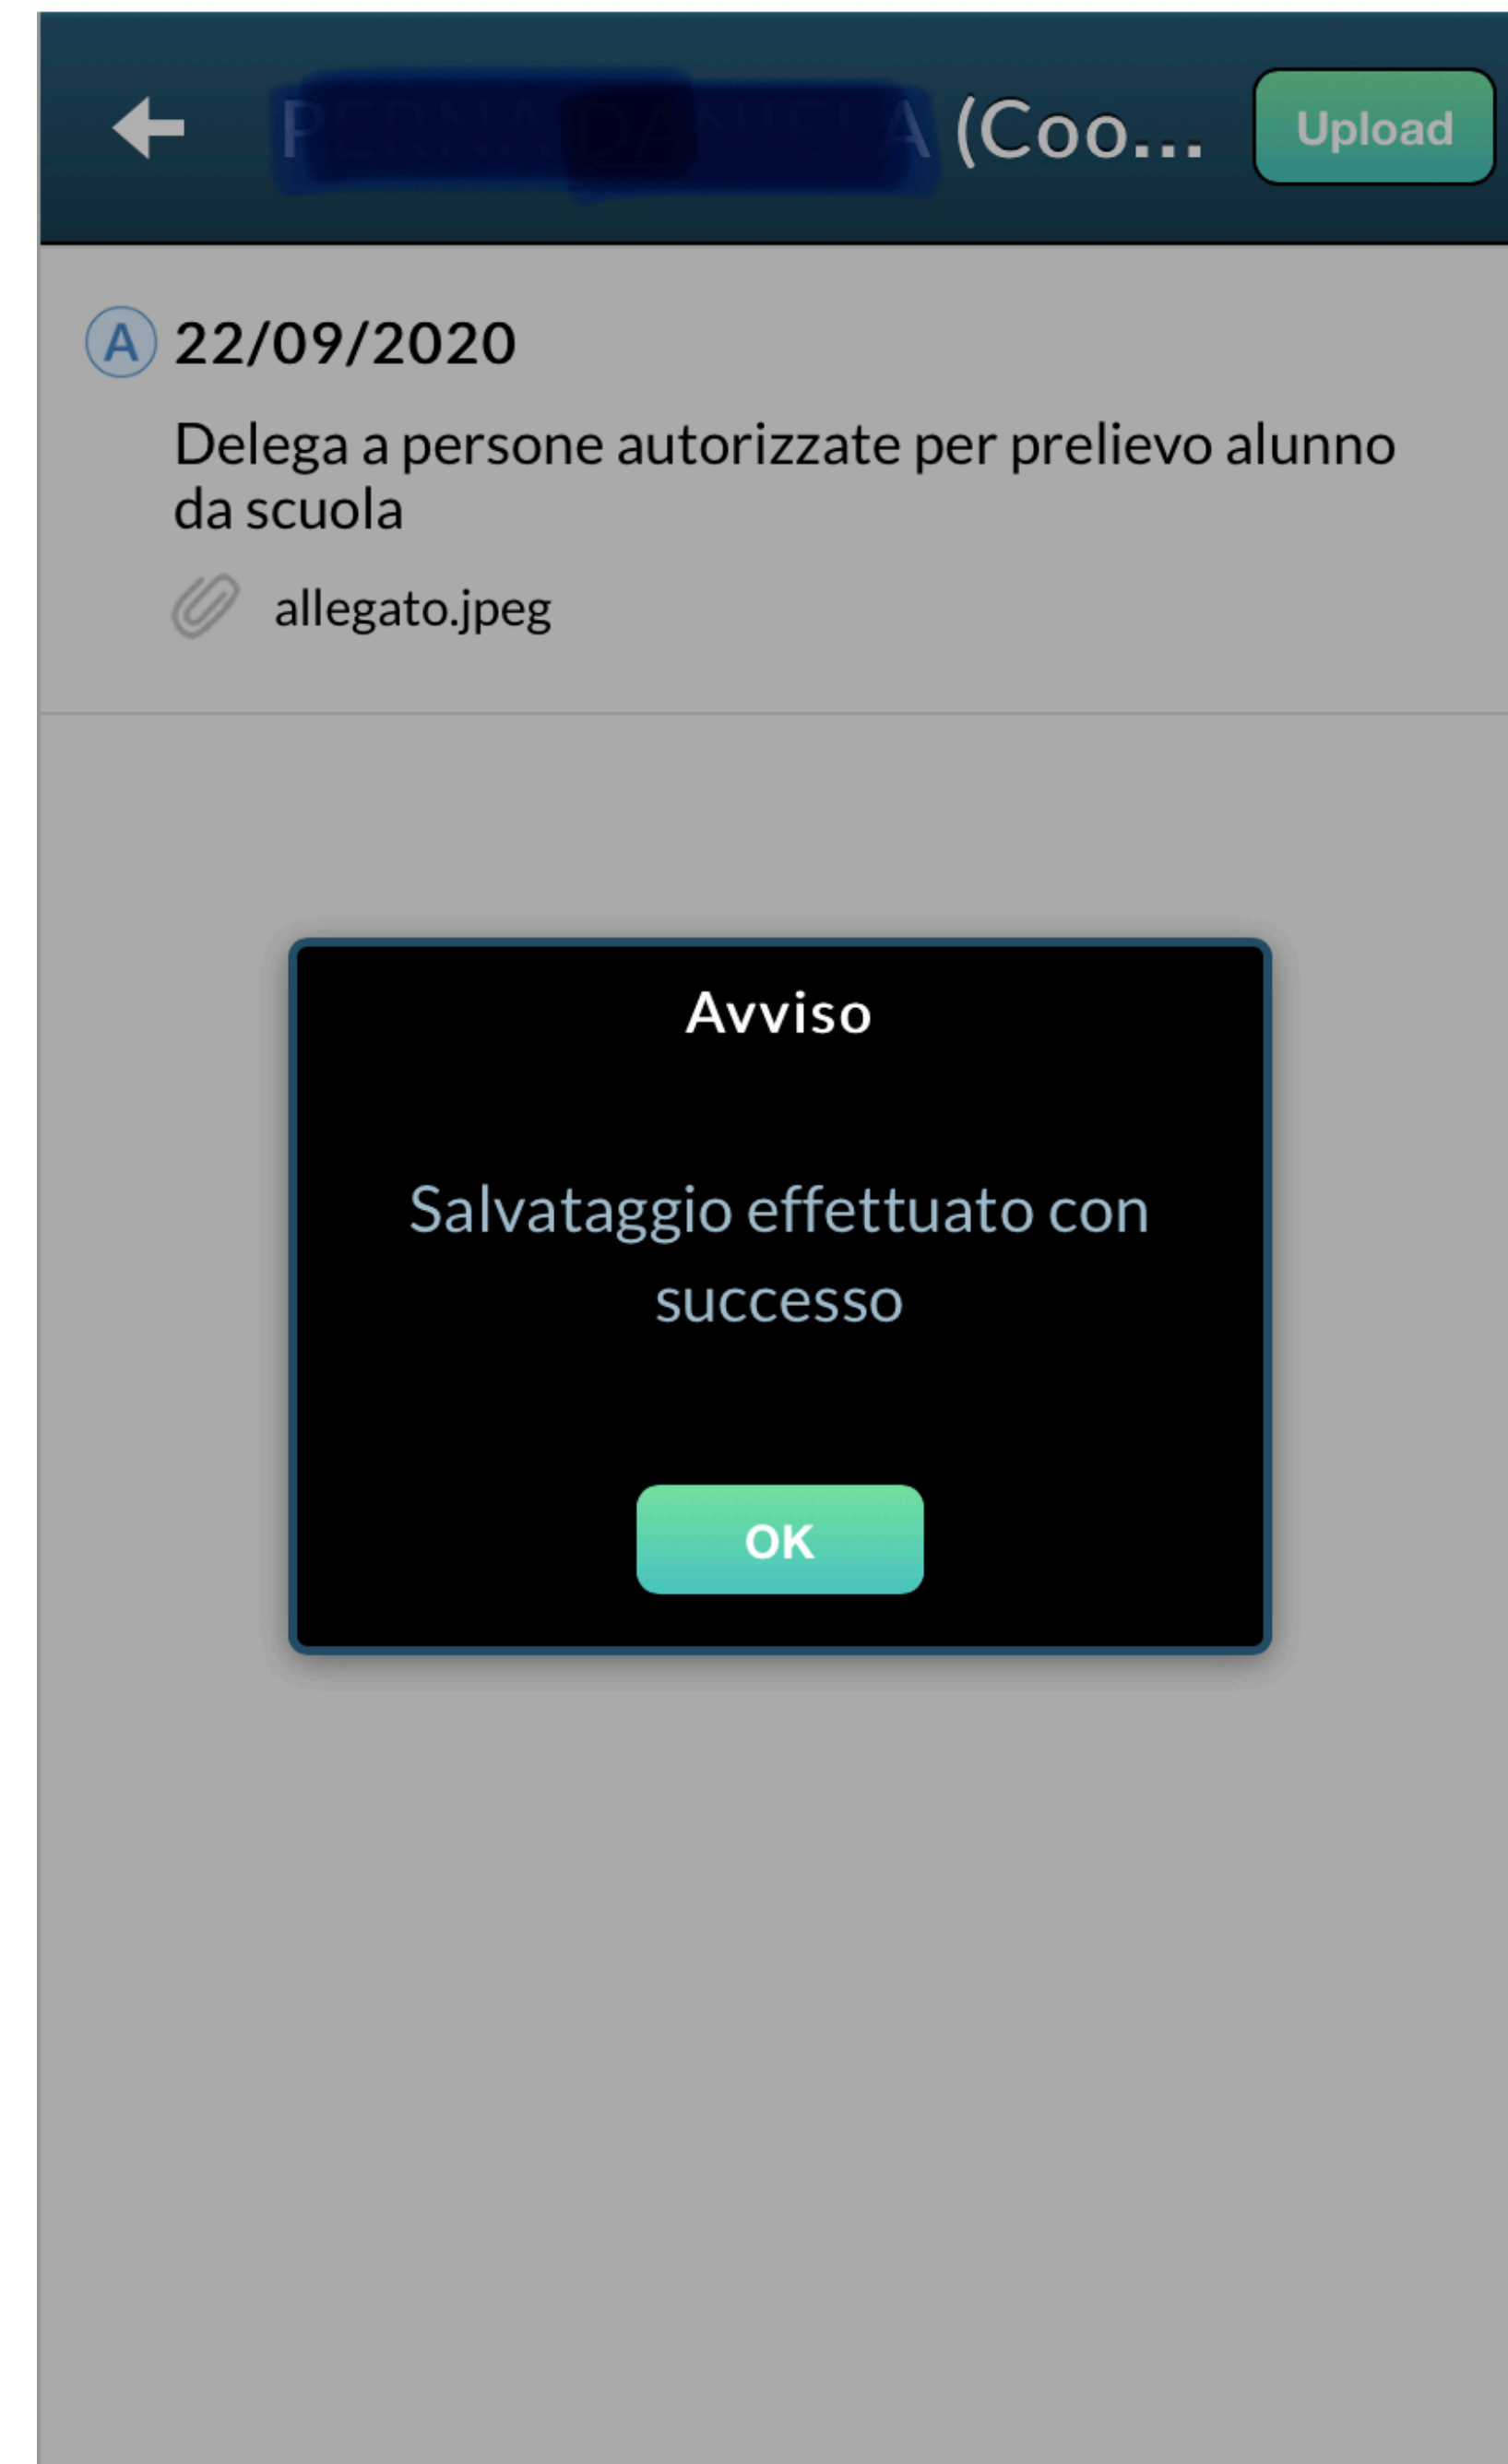 (Coo...
Upload
A 22/09/2020
Delega a persone autorizzate per prelievo alunno
da scuola
allegato.jpeg
Avviso
Salvataggio effettuato con
successo
OK